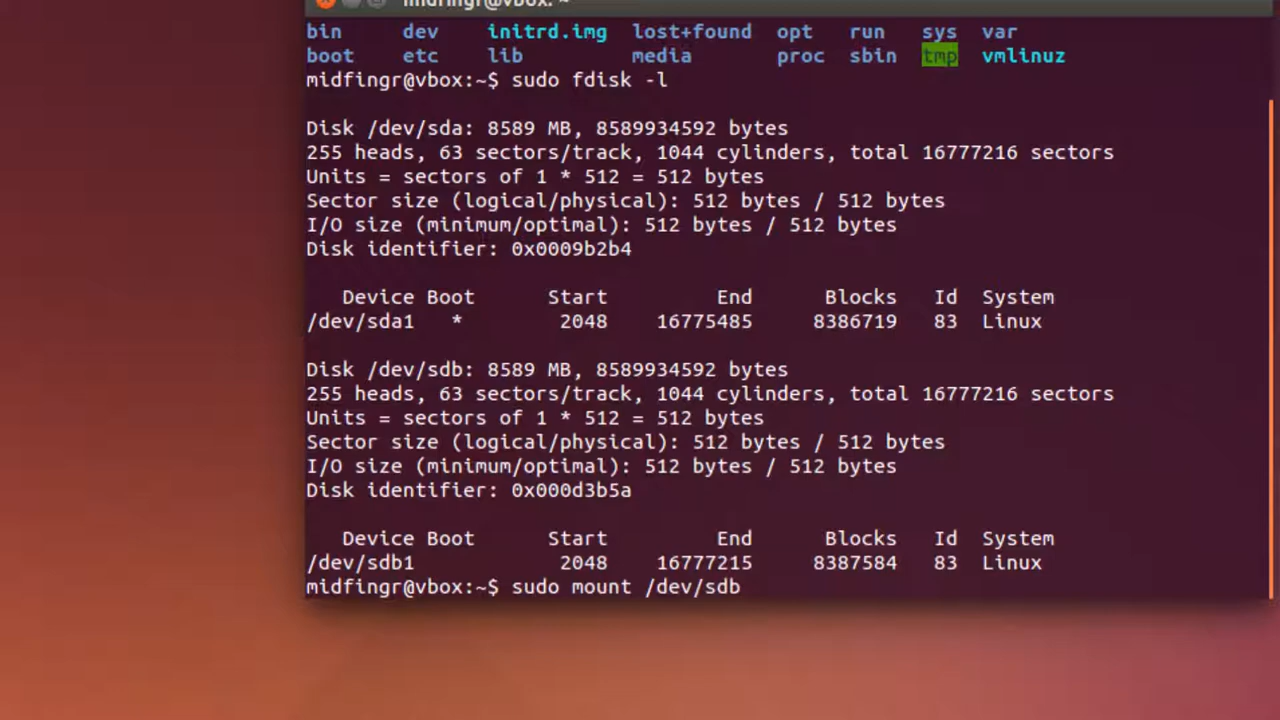 midfingr@vbox: ~
bin dev initrd.img lost+found opt run sys var
boot etc lib media proc sbin tmp vmlinuz
midfingr@vbox:~$ sudo fdisk -l
Disk /dev/sda: 8589 MB, 8589934592 bytes
255 heads, 63 sectors/track, 1044 cylinders, total 16777216 sectors
Units = sectors of 1 * 512 = 512 bytes
Sector size (logical/physical): 512 bytes / 512 bytes
I/O size (minimum/optimal): 512 bytes / 512 bytes
Disk identifier: 0x0009b2b4
Device Boot Start End Blocks Id System
/dev/sda1 * 2048 16775485 8386719 83 Linux
Disk /dev/sdb: 8589 MB, 8589934592 bytes
255 heads, 63 sectors/track, 1044 cylinders, total 16777216 sectors
Units = sectors of 1 * 512 = 512 bytes
Sector size (logical/physical): 512 bytes / 512 bytes
I/O size (minimum/optimal): 512 bytes / 512 bytes
Disk identifier: 0x000d3b5a
Device Boot Start End Blocks Id System
/dev/sdb1 2048 16777215 8387584 83 Linux
midfingr@vbox:~$ sudo mount /dev/sdb